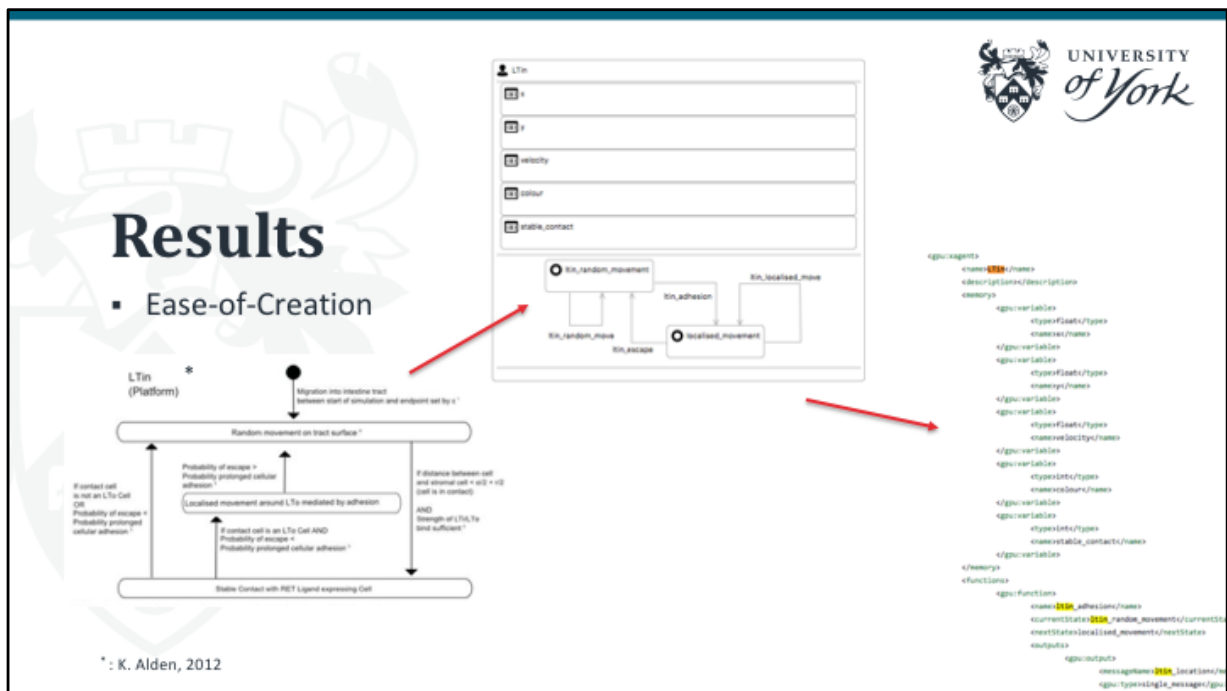 UNIVERSITY
of York
Results
▪ Ease-of-Creation
LTin
x
y
velocity
colour
stable_contact
ltin_random_movement
ltin_localised_move
ltin_adhesion
ltin_random_move
ltin_escape
localised_movement
LTin *
(Platform)
Migration into intestine tract
between start of simulation and endpoint set by
Random movement on tract surface
If contact cell
is not an LTo Cell
OR
Probability of escape <
Probability prolonged
cellular adhesion
Probability of escape >
Probability prolonged cellular
adhesion
Localised movement around LTo mediated by adhesion
If contact cell is an LTo Cell AND
Probability of escape <
Probability prolonged cellular adhesion
If distance between cell
and stromal cell <
(cell is in contact)
AND
Strength of LTi/LTo
bind sufficient
Stable Contact with RET Ligand expressing Cell
* : K. Alden, 2012
<gpu:xagent>
<name>LTin</name>
<description></description>
<memory>
<gpu:variable>
<type>float</type>
<name>x</name>
</gpu:variable>
<gpu:variable>
<type>float</type>
<name>y</name>
</gpu:variable>
<gpu:variable>
<type>float</type>
<name>velocity</name>
</gpu:variable>
<gpu:variable>
<type>int</type>
<name>colour</name>
</gpu:variable>
<gpu:variable>
<type>int</type>
<name>stable_contact</name>
</gpu:variable>
</memory>
<functions>
<gpu:function>
<name>ltin_adhesion</name>
<currentState>ltin_random_movement</currentSta
<nextState>localised_movement</nextState>
<outputs>
<gpu:output>
<messageName>ltin_location</m
<gpu:type>single_message</gpu: